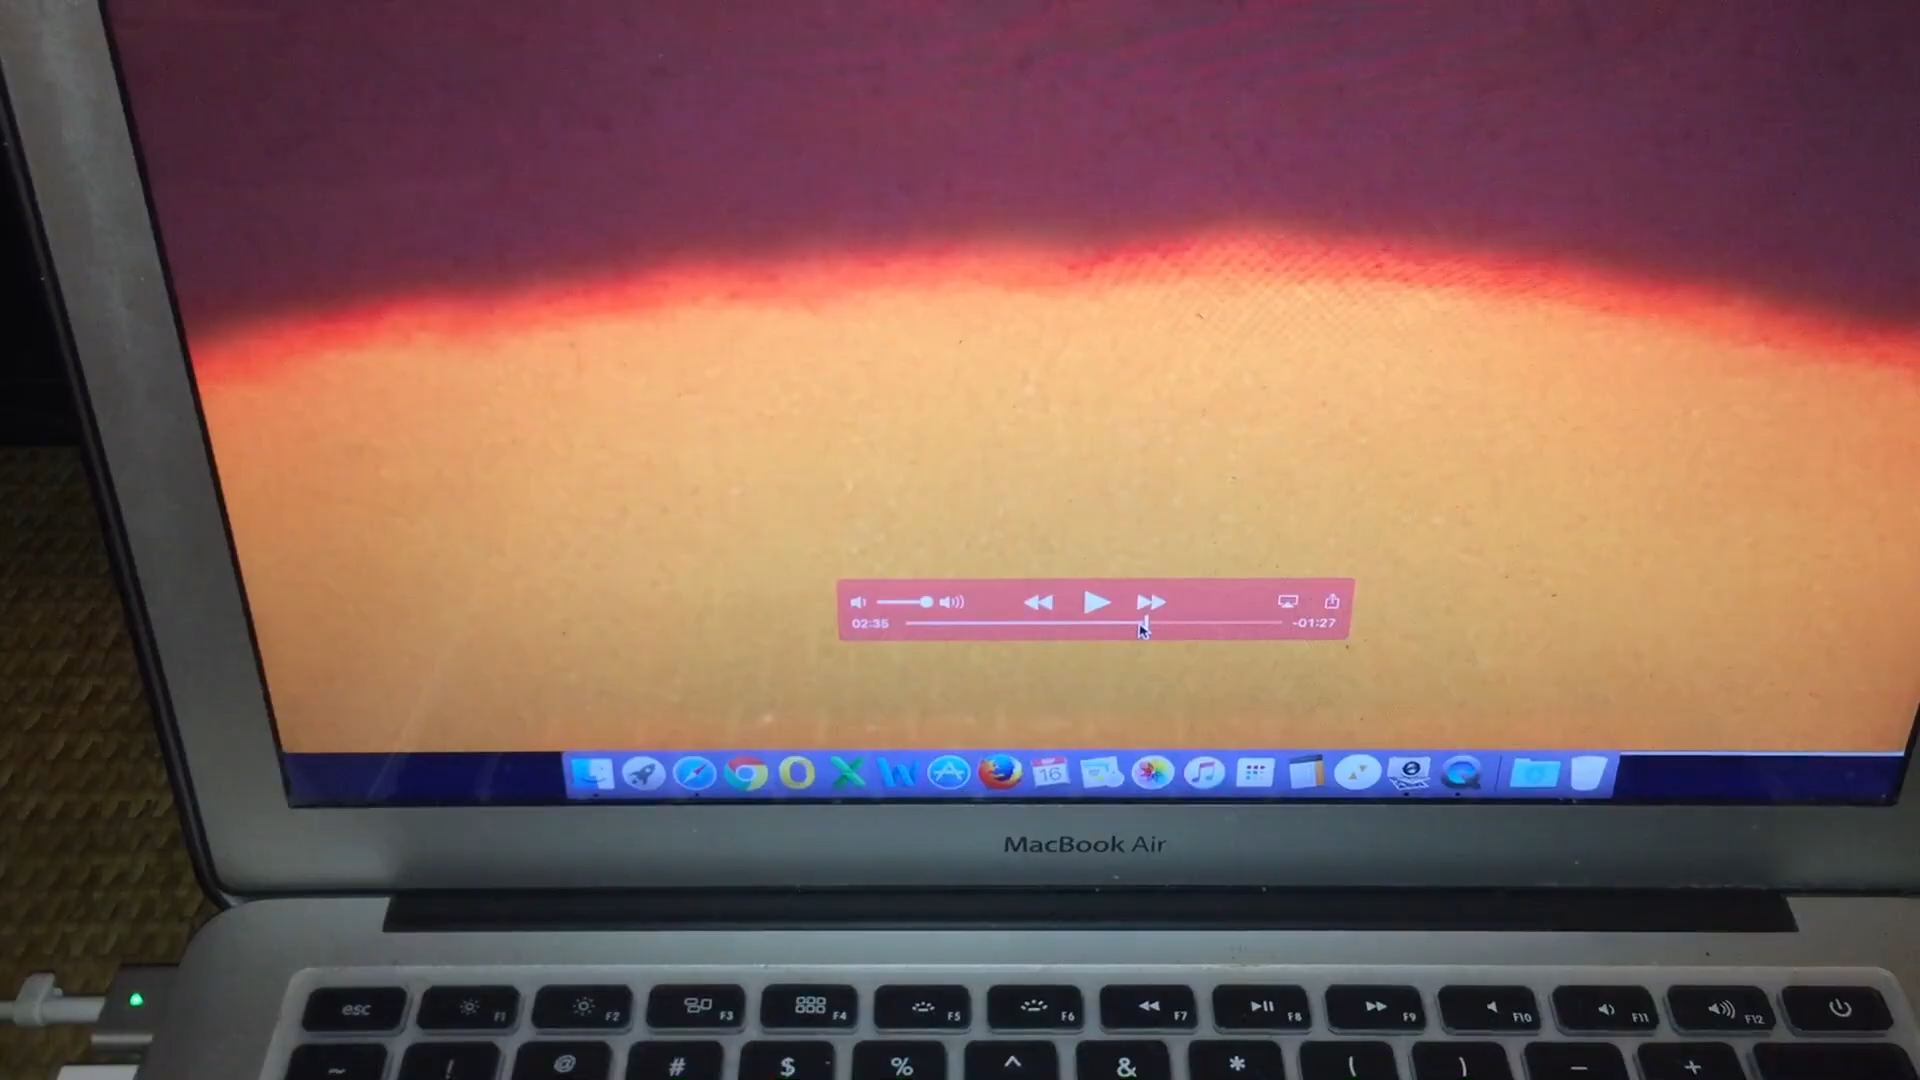 02:35 -01:27
16
MacBook Air
esc F1 F2 F3 F4 F5 F6 F7 F8 F9 F10 F11 F12
~ ! @ # $ % ^ & * ( ) – +